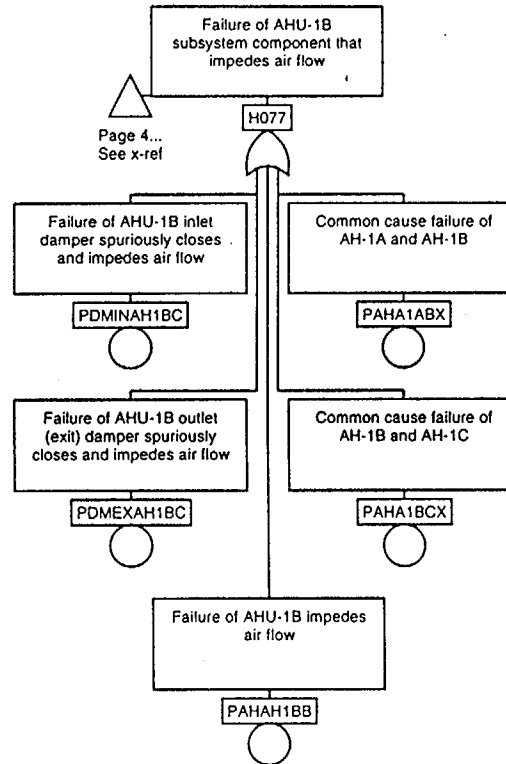 Failure of AHU-1B
subsystem component that
impedes air flow
Page 4...
See x-ref
H077
Failure of AHU-1B inlet
damper spuriously closes
and impedes air flow
PDMINAH1BC
Common cause failure of
AH-1A and AH-1B
PAHA1ABX
Failure of AHU-1B outlet
(exit) damper spuriously
closes and impedes air flow
PDMEXAH1BC
Common cause failure of
AH-1B and AH-1C
PAHA1BCX
Failure of AHU-1B impedes
air flow
PAHAH1BB